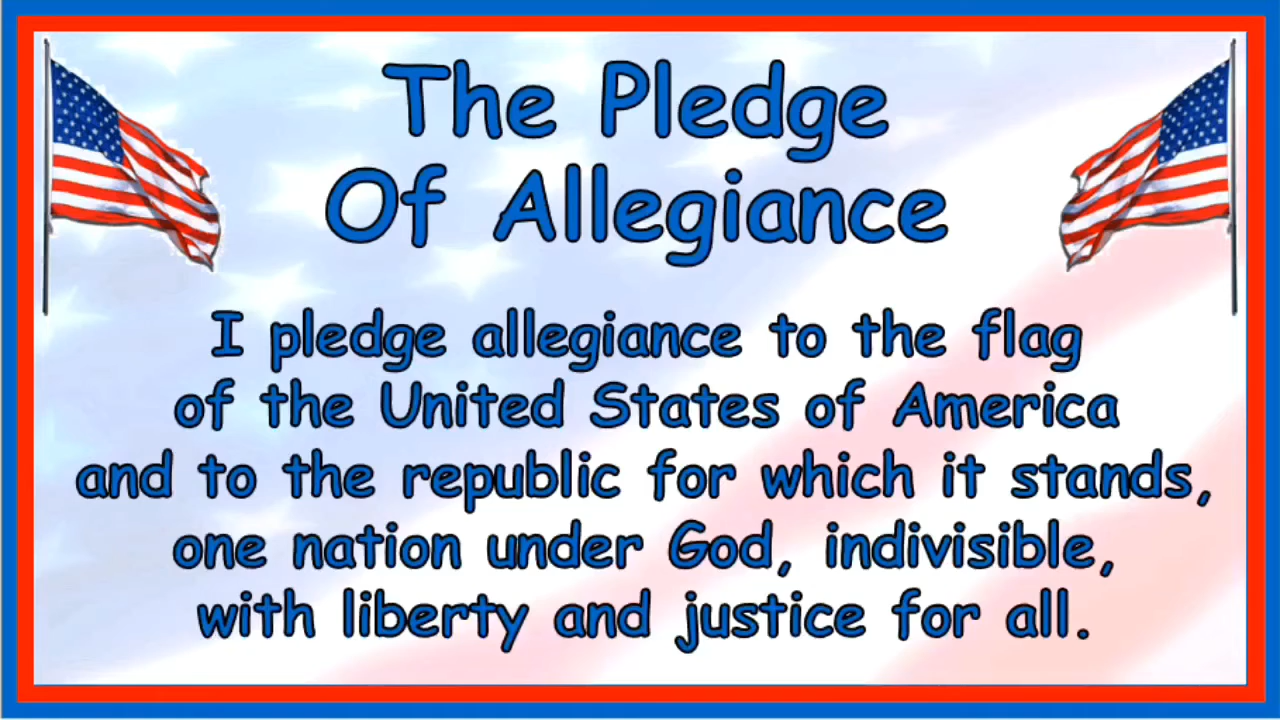 The Pledge
Of Allegiance
I pledge allegiance to the flag
of the United States of America
and to the republic for which it stands,
one nation under God, indivisible,
with liberty and justice for all.